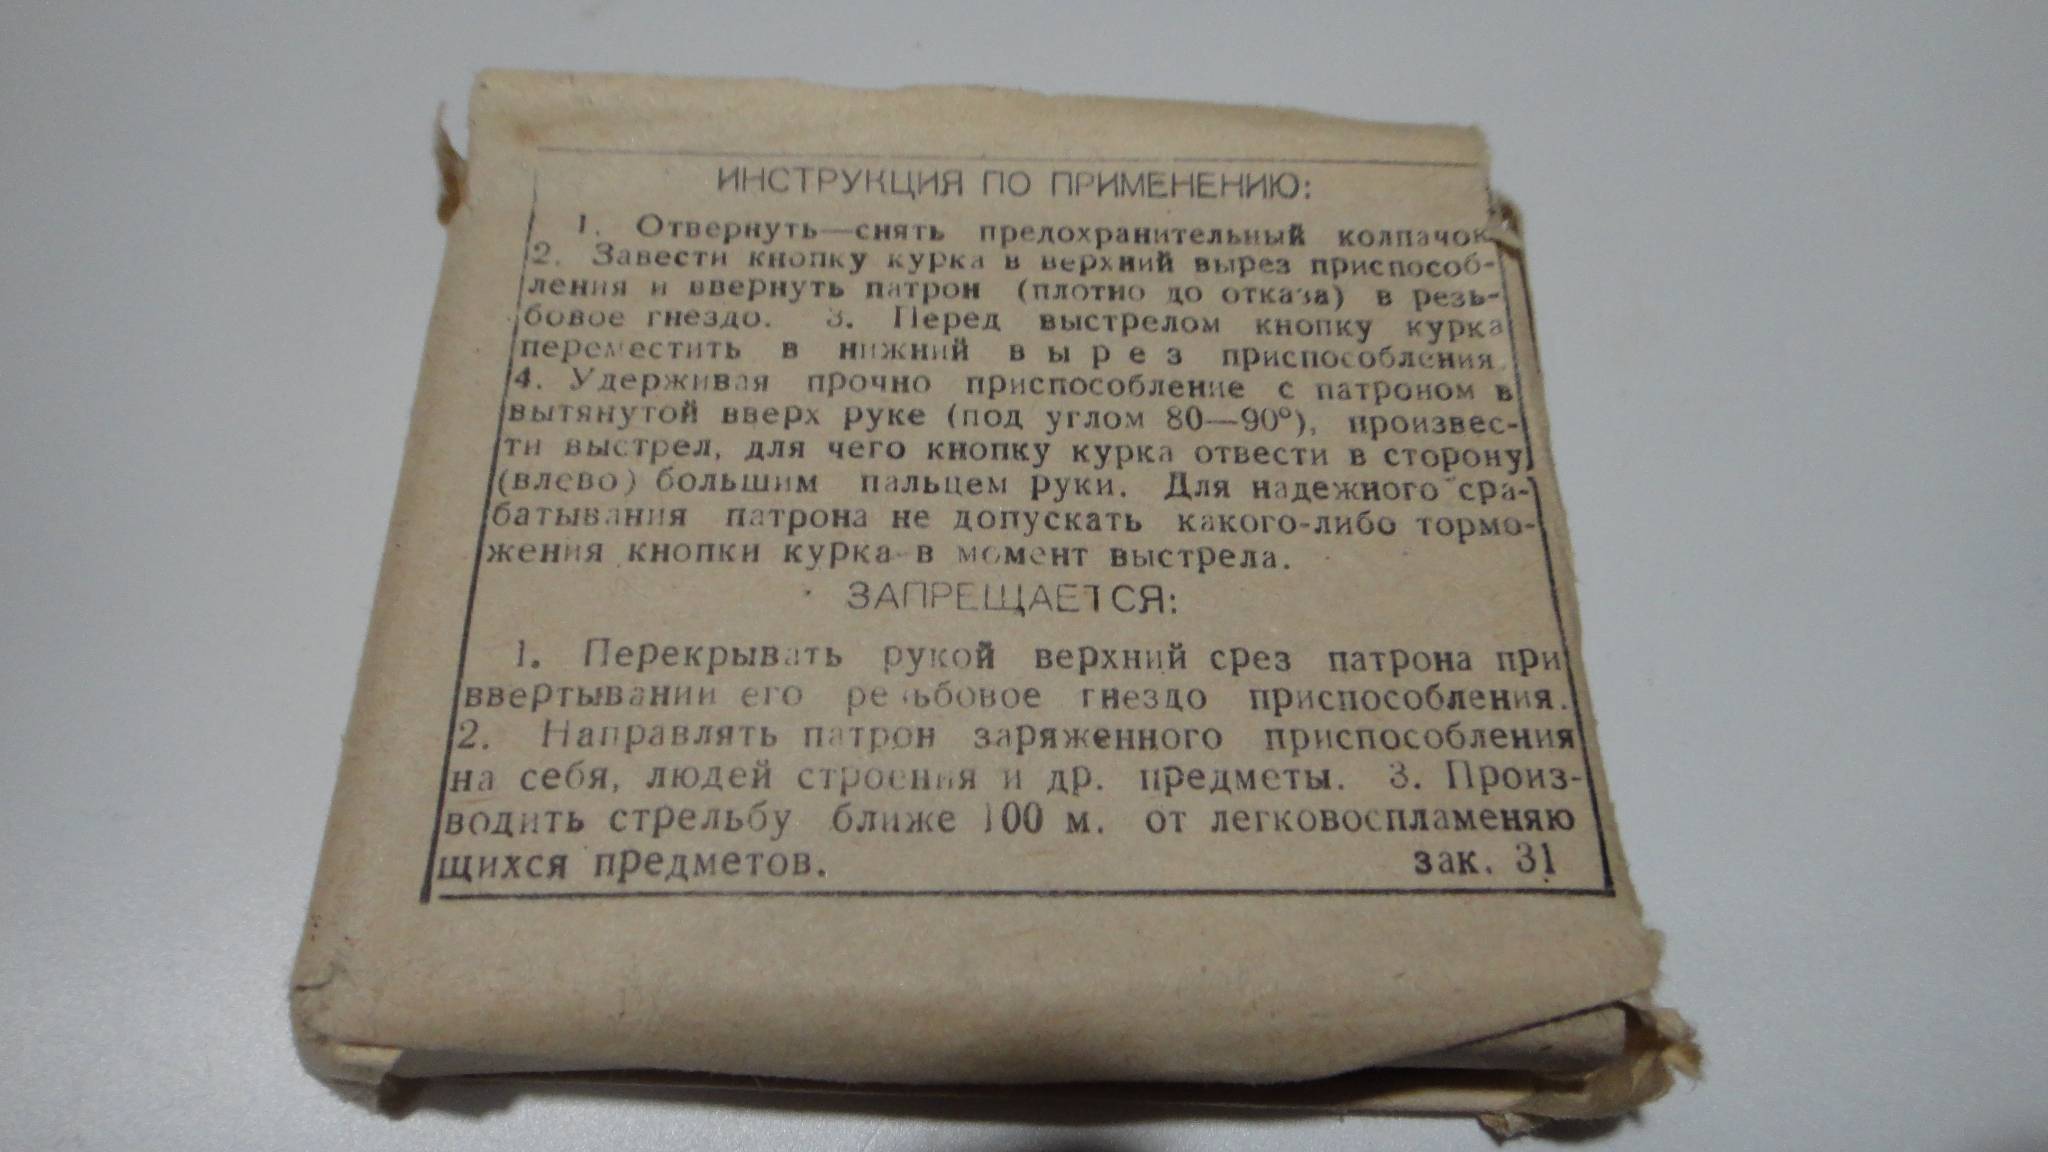 ИНСТРУКЦИЯ ПО ПРИМЕНЕНИЮ:
1. Отвернуть—снять предохранительный колпачок
2. Завести кнопку курка в верхний вырез приспособ-
ления и ввернуть патрон (плотно до отказа) в резь-
бовое гнездо. 3. Перед выстрелом кнопку курка
переместить в нижний вырез приспособления.
4. Удерживая прочно приспособление с патроном в
вытянутой вверх руке (под углом 80—90°), произвес-
ти выстрел, для чего кнопку курка отвести в сторону
(влево) большим пальцем руки. Для надежного сра-
батывания патрона не допускать какого-либо тормо-
жения кнопки курка в момент выстрела.
ЗАПРЕЩАЕТСЯ:
1. Перекрывать рукой верхний срез патрона при
ввертывании его резьбовое гнездо приспособления.
2. Направлять патрон заряженного приспособления
на себя, людей строения и др. предметы. 3. Произ-
водить стрельбу ближе 100 м. от легковоспламеняю
щихся предметов. зак. 31